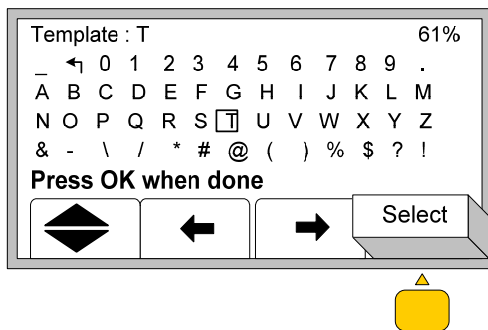 Template : T 61%
_ ↰ 0 1 2 3 4 5 6 7 8 9 .
A B C D E F G H I J K L M
N O P Q R S T U V W X Y Z
& - \ / * # @ ( ) % $ ? !
Press OK when done
Select